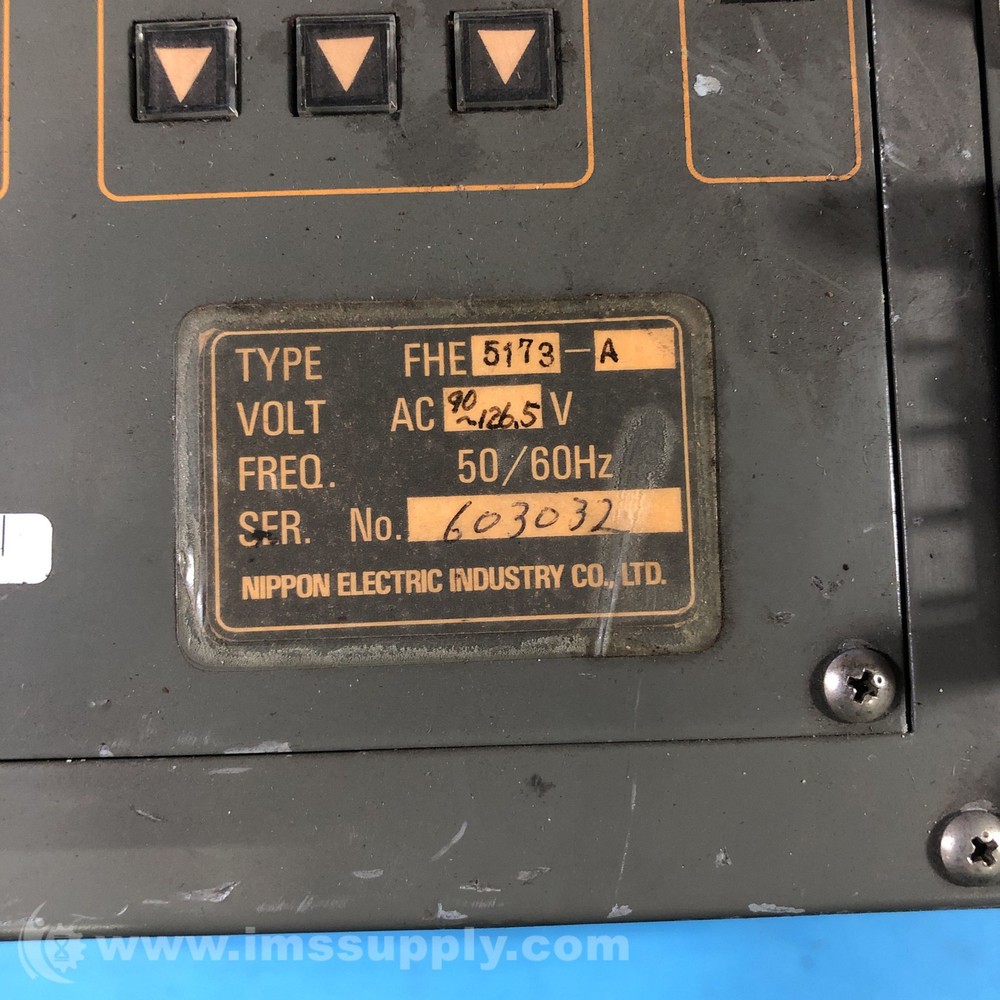 TYPE FHE 5173-A
VOLT AC 90~126.5 V
FREQ. 50/60Hz
SER. No. 603032
NIPPON ELECTRIC INDUSTRY CO., LTD.
www.imssupply.com